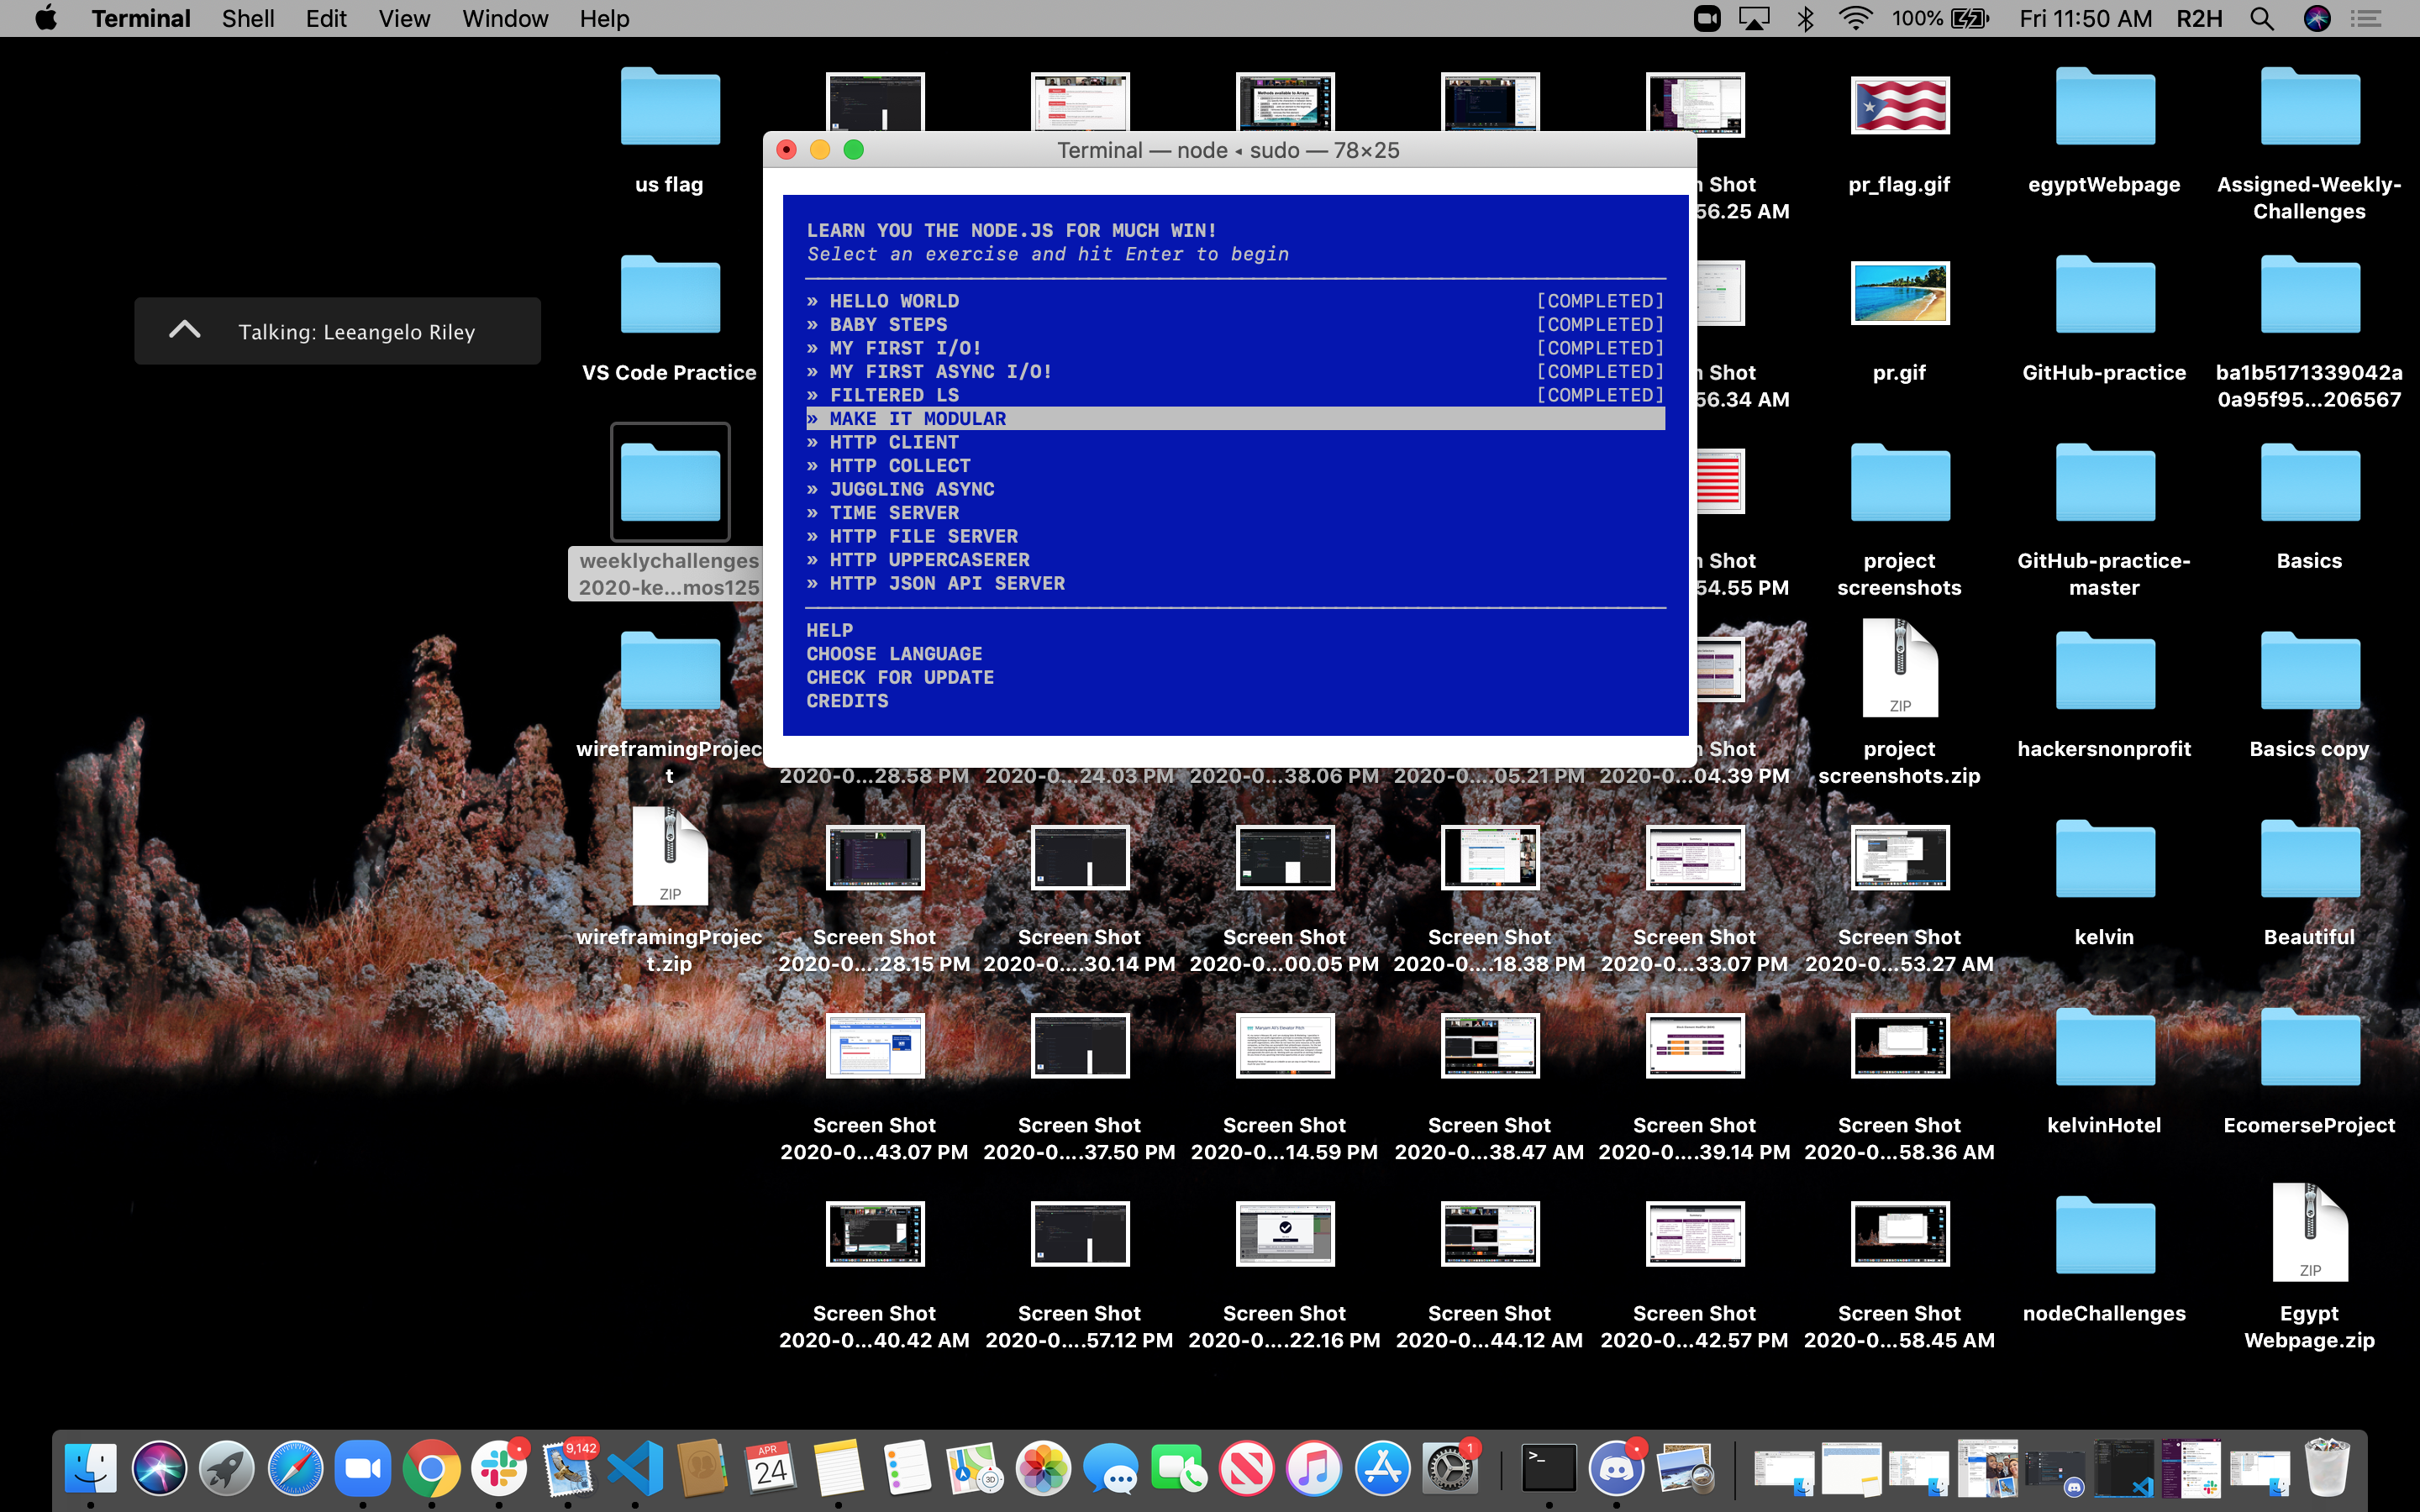 Terminal Shell Edit View Window Help 100% Fri 11:50 AM R2H
Terminal — node ◂ sudo — 78×25
LEARN YOU THE NODE.JS FOR MUCH WIN!
Select an exercise and hit Enter to begin
» HELLO WORLD [COMPLETED]
» BABY STEPS [COMPLETED]
» MY FIRST I/O! [COMPLETED]
» MY FIRST ASYNC I/O! [COMPLETED]
» FILTERED LS [COMPLETED]
» MAKE IT MODULAR
» HTTP CLIENT
» HTTP COLLECT
» JUGGLING ASYNC
» TIME SERVER
» HTTP FILE SERVER
» HTTP UPPERCASERER
» HTTP JSON API SERVER
HELP
CHOOSE LANGUAGE
CHECK FOR UPDATE
CREDITS
Talking: Leeangelo Riley
us flag
VS Code Practice
weeklychallenges
2020-ke...mos125
wireframingProjec
t
ZIP
wireframingProjec
t.zip
Shot
56.25 AM
pr_flag.gif
egyptWebpage
Assigned-Weekly-
Challenges
Shot
56.34 AM
pr.gif
GitHub-practice
ba1b5171339042a
0a95f95...206567
Shot
54.55 PM
project
screenshots
GitHub-practice-
master
Basics
2020-0...28.58 PM
2020-0...24.03 PM
2020-0...38.06 PM
2020-0....05.21 PM
Shot
2020-0...04.39 PM
ZIP
project
screenshots.zip
hackersnonprofit
Basics copy
Screen Shot
2020-0....28.15 PM
Screen Shot
2020-0....30.14 PM
Screen Shot
2020-0...00.05 PM
Screen Shot
2020-0....18.38 PM
Screen Shot
2020-0...33.07 PM
Screen Shot
2020-0...53.27 AM
kelvin
Beautiful
Screen Shot
2020-0...43.07 PM
Screen Shot
2020-0....37.50 PM
Screen Shot
2020-0...14.59 PM
Screen Shot
2020-0...38.47 AM
Screen Shot
2020-0....39.14 PM
Screen Shot
2020-0...58.36 AM
kelvinHotel
EcomerseProject
Screen Shot
2020-0...40.42 AM
Screen Shot
2020-0....57.12 PM
Screen Shot
2020-0....22.16 PM
Screen Shot
2020-0...44.12 AM
Screen Shot
2020-0...42.57 PM
Screen Shot
2020-0...58.45 AM
nodeChallenges
ZIP
Egypt
Webpage.zip
9,142
APR
24
3D
1
>_